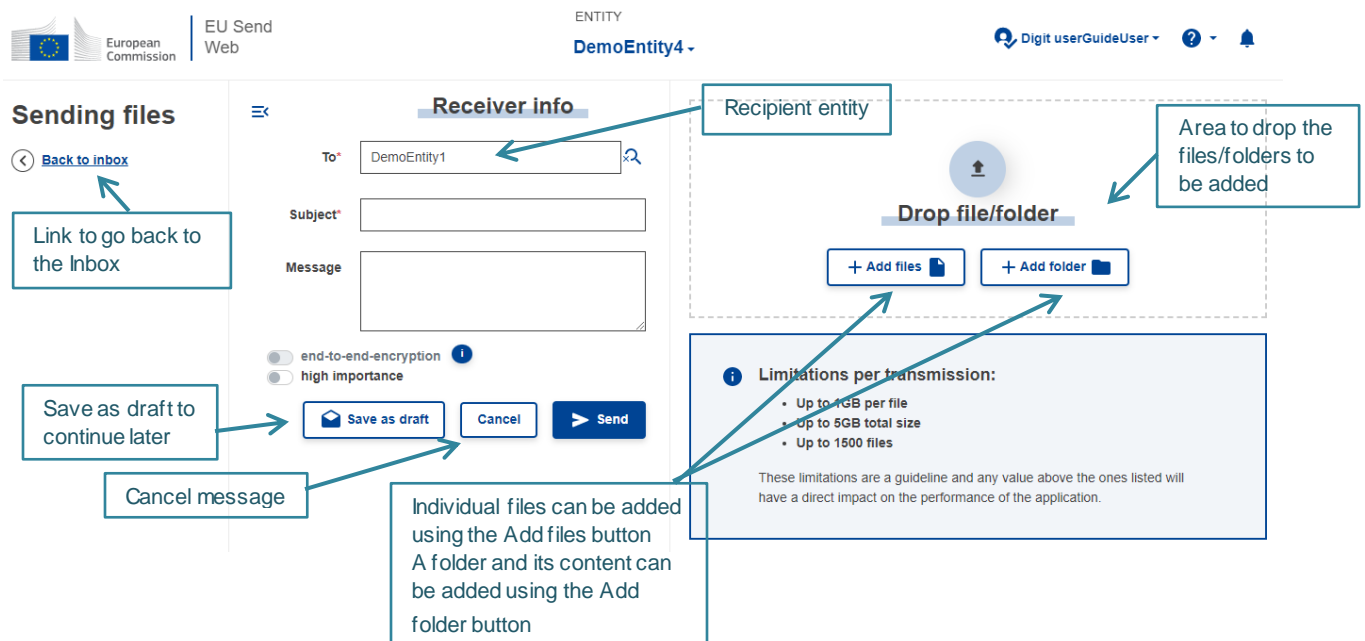 European
Commission
EU Send
Web
ENTITY
DemoEntity4
Digit userGuideUser
?
Sending files
Back to inbox
Link to go back to
the Inbox
Receiver info
Recipient entity
To*
DemoEntity1
Subject*
Message
end-to-end-encryption
i
high importance
Save as draft to
continue later
Save as draft
Cancel
Send
Cancel message
Area to drop the
files/folders to
be added
Drop file/folder
+ Add files
+ Add folder
Individual files can be added
using the Add files button
A folder and its content can
be added using the Add
folder button
i
Limitations per transmission:
• Up to 1GB per file
• Up to 5GB total size
• Up to 1500 files
These limitations are a guideline and any value above the ones listed will
have a direct impact on the performance of the application.